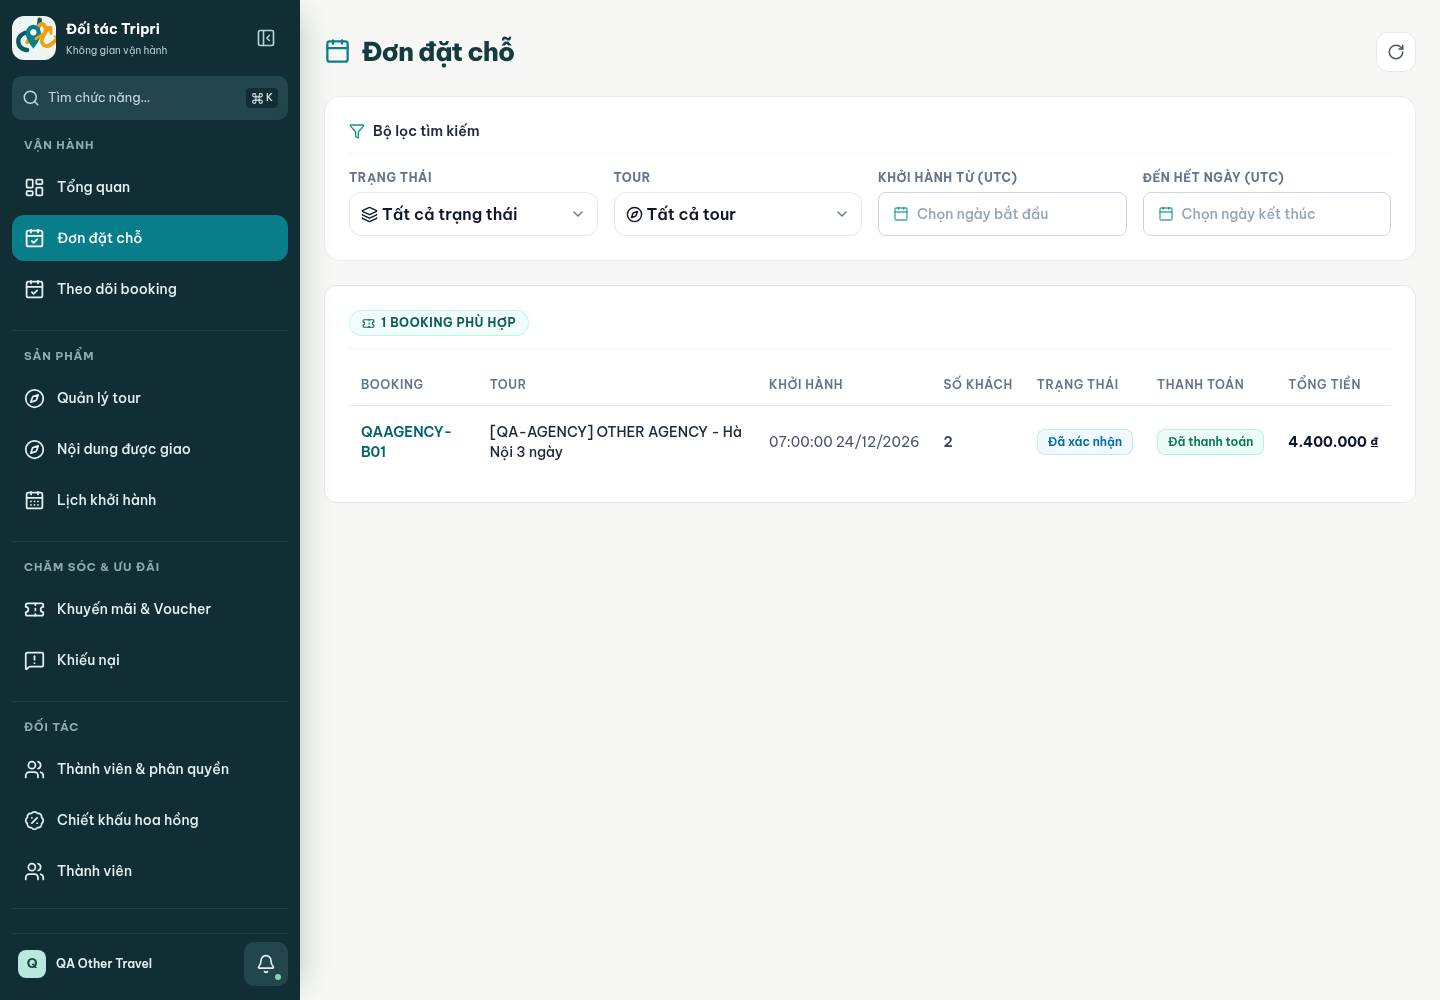 Đối tác Tripri
Không gian vận hành
Tìm chức năng...
⌘K
VẬN HÀNH
Tổng quan
Đơn đặt chỗ
Theo dõi booking
SẢN PHẨM
Quản lý tour
Nội dung được giao
Lịch khởi hành
CHĂM SÓC & ƯU ĐÃI
Khuyến mãi & Voucher
Khiếu nại
ĐỐI TÁC
Thành viên & phân quyền
Chiết khấu hoa hồng
Thành viên
Q
QA Other Travel
Đơn đặt chỗ
Bộ lọc tìm kiếm
TRẠNG THÁI
TOUR
KHỞI HÀNH TỪ (UTC)
ĐẾN HẾT NGÀY (UTC)
Tất cả trạng thái
Tất cả tour
Chọn ngày bắt đầu
Chọn ngày kết thúc
1 BOOKING PHÙ HỢP
BOOKING
TOUR
KHỞI HÀNH
SỐ KHÁCH
TRẠNG THÁI
THANH TOÁN
TỔNG TIỀN
QAAGENCY-
B01
[QA-AGENCY] OTHER AGENCY - Hà
Nội 3 ngày
07:00:00 24/12/2026
2
Đã xác nhận
Đã thanh toán
4.400.000 ₫